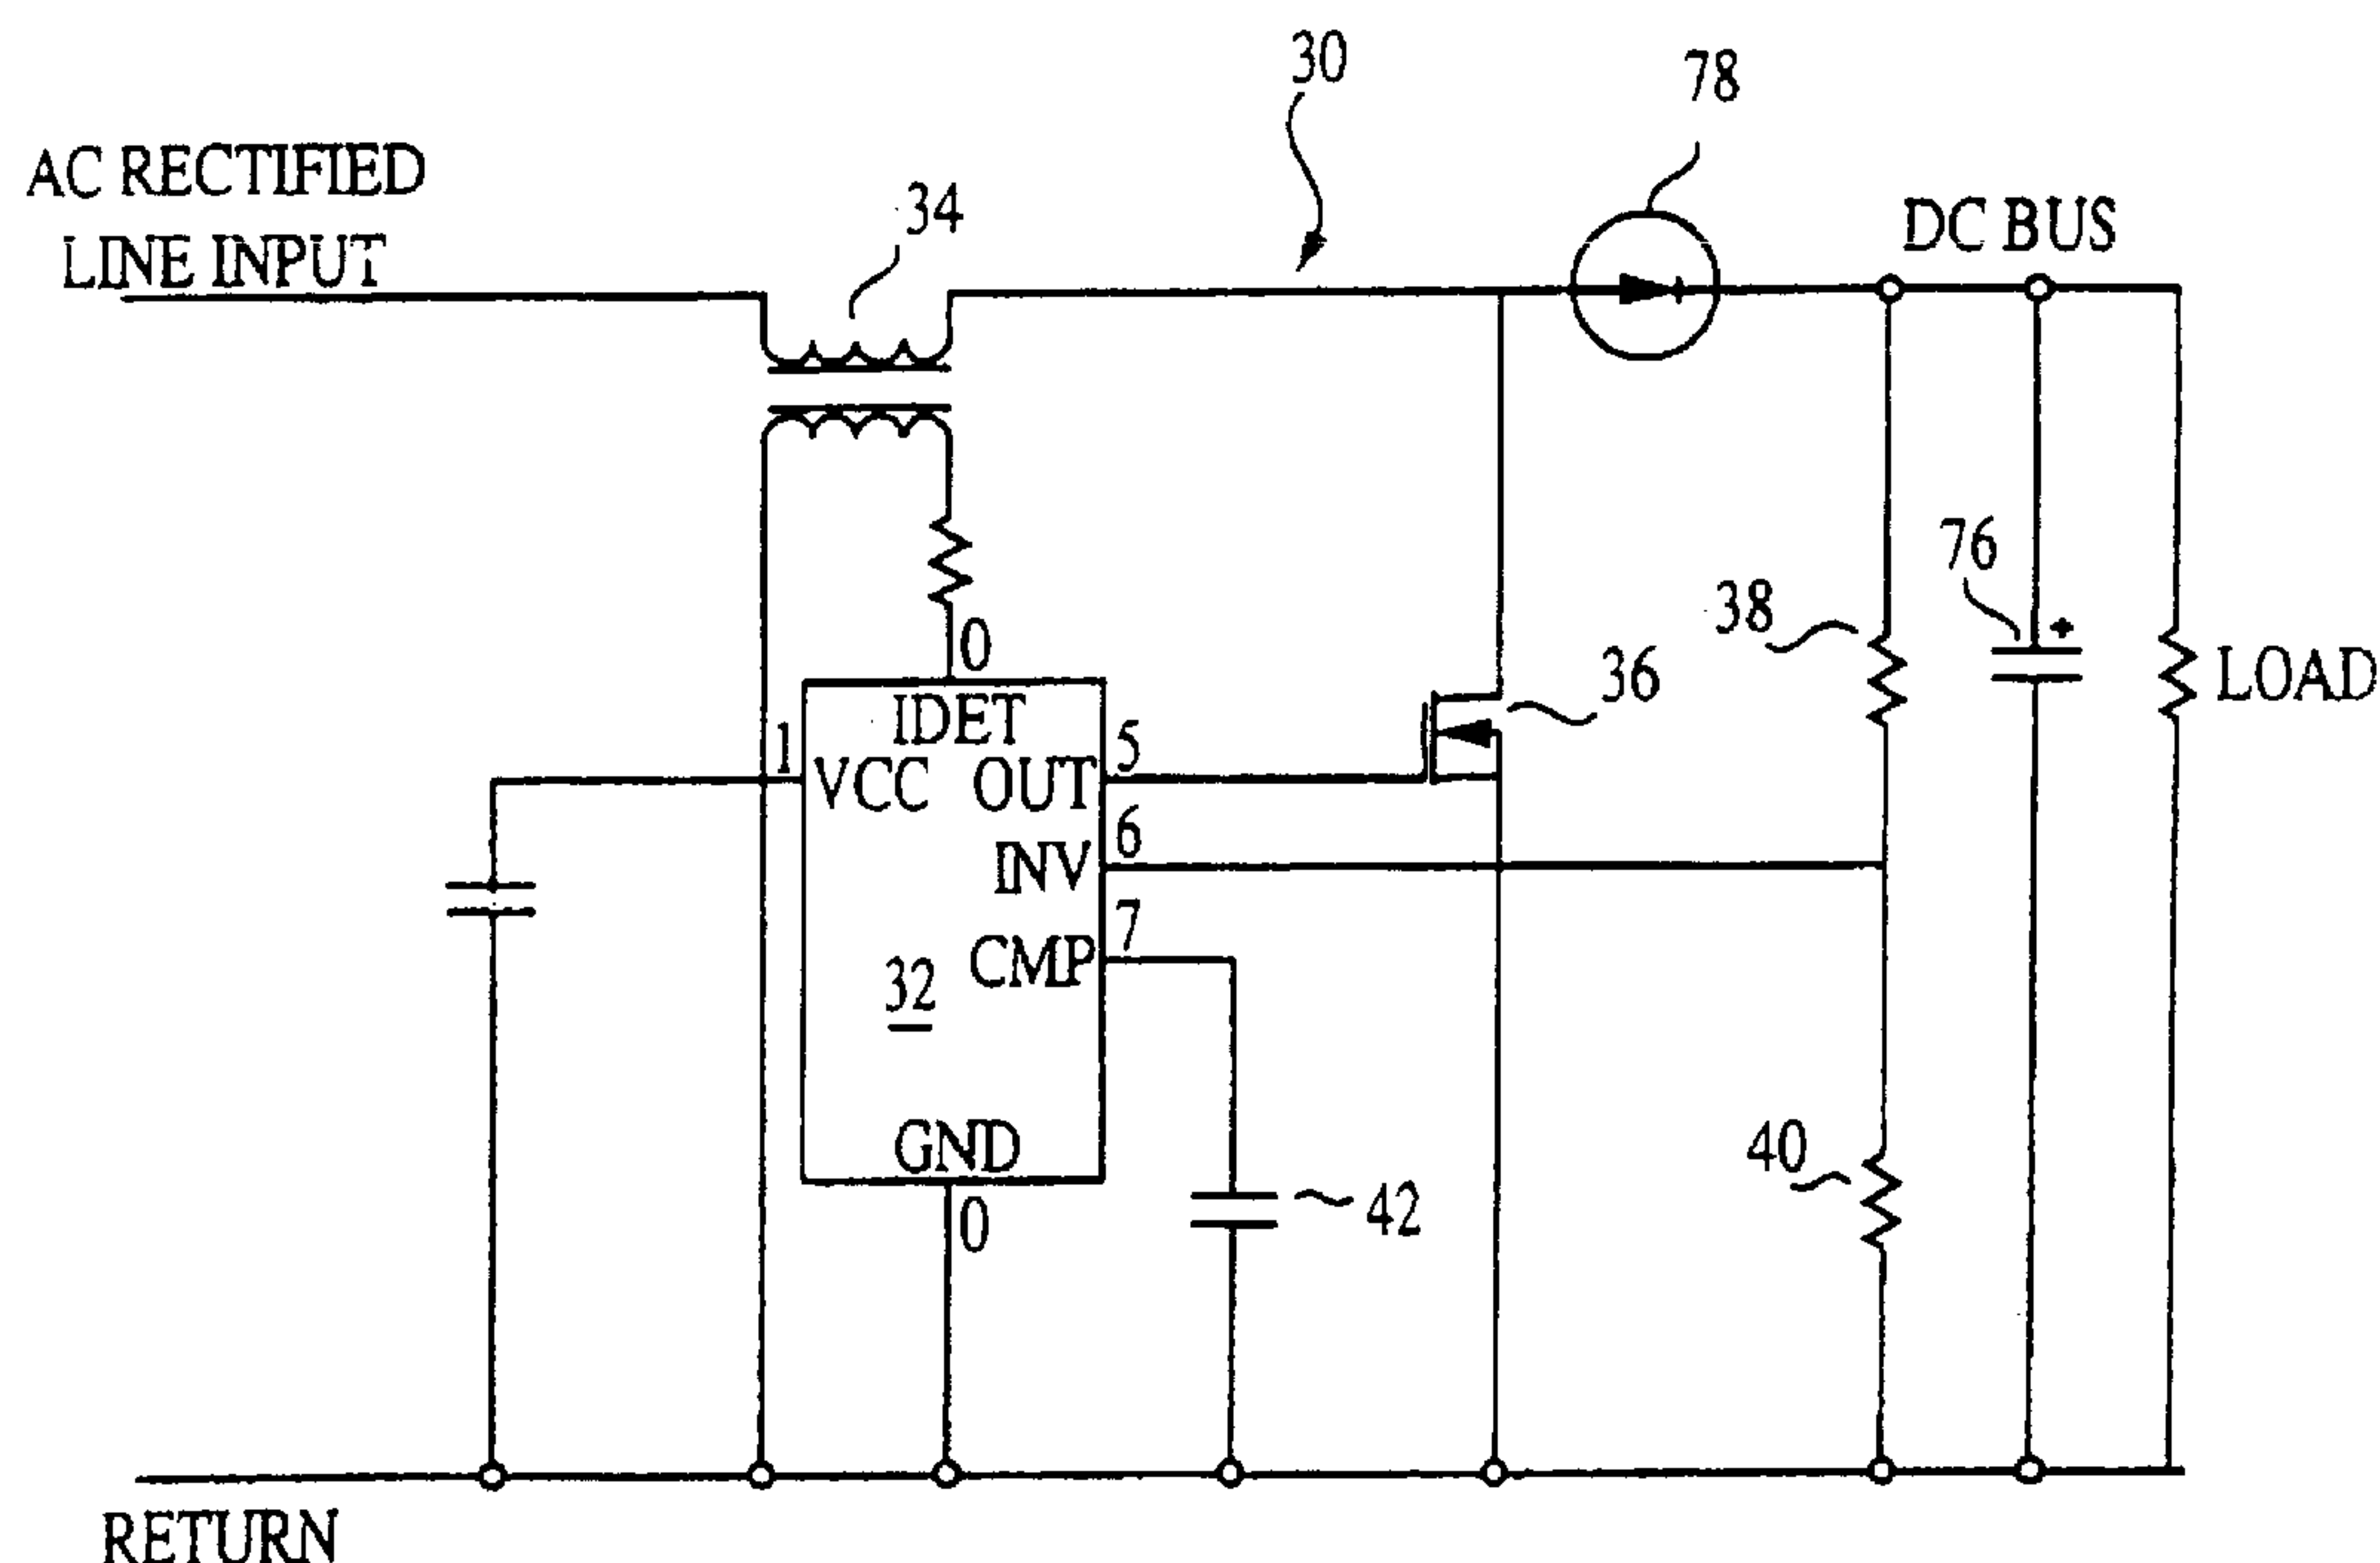 30
78
AC RECTIFIED
LINE INPUT
34
DC BUS
76
38
+
36
LOAD
0
IDET
1
VCC
OUT
5
INV
6
CMP
7
32
GND
0
40
42
RETURN